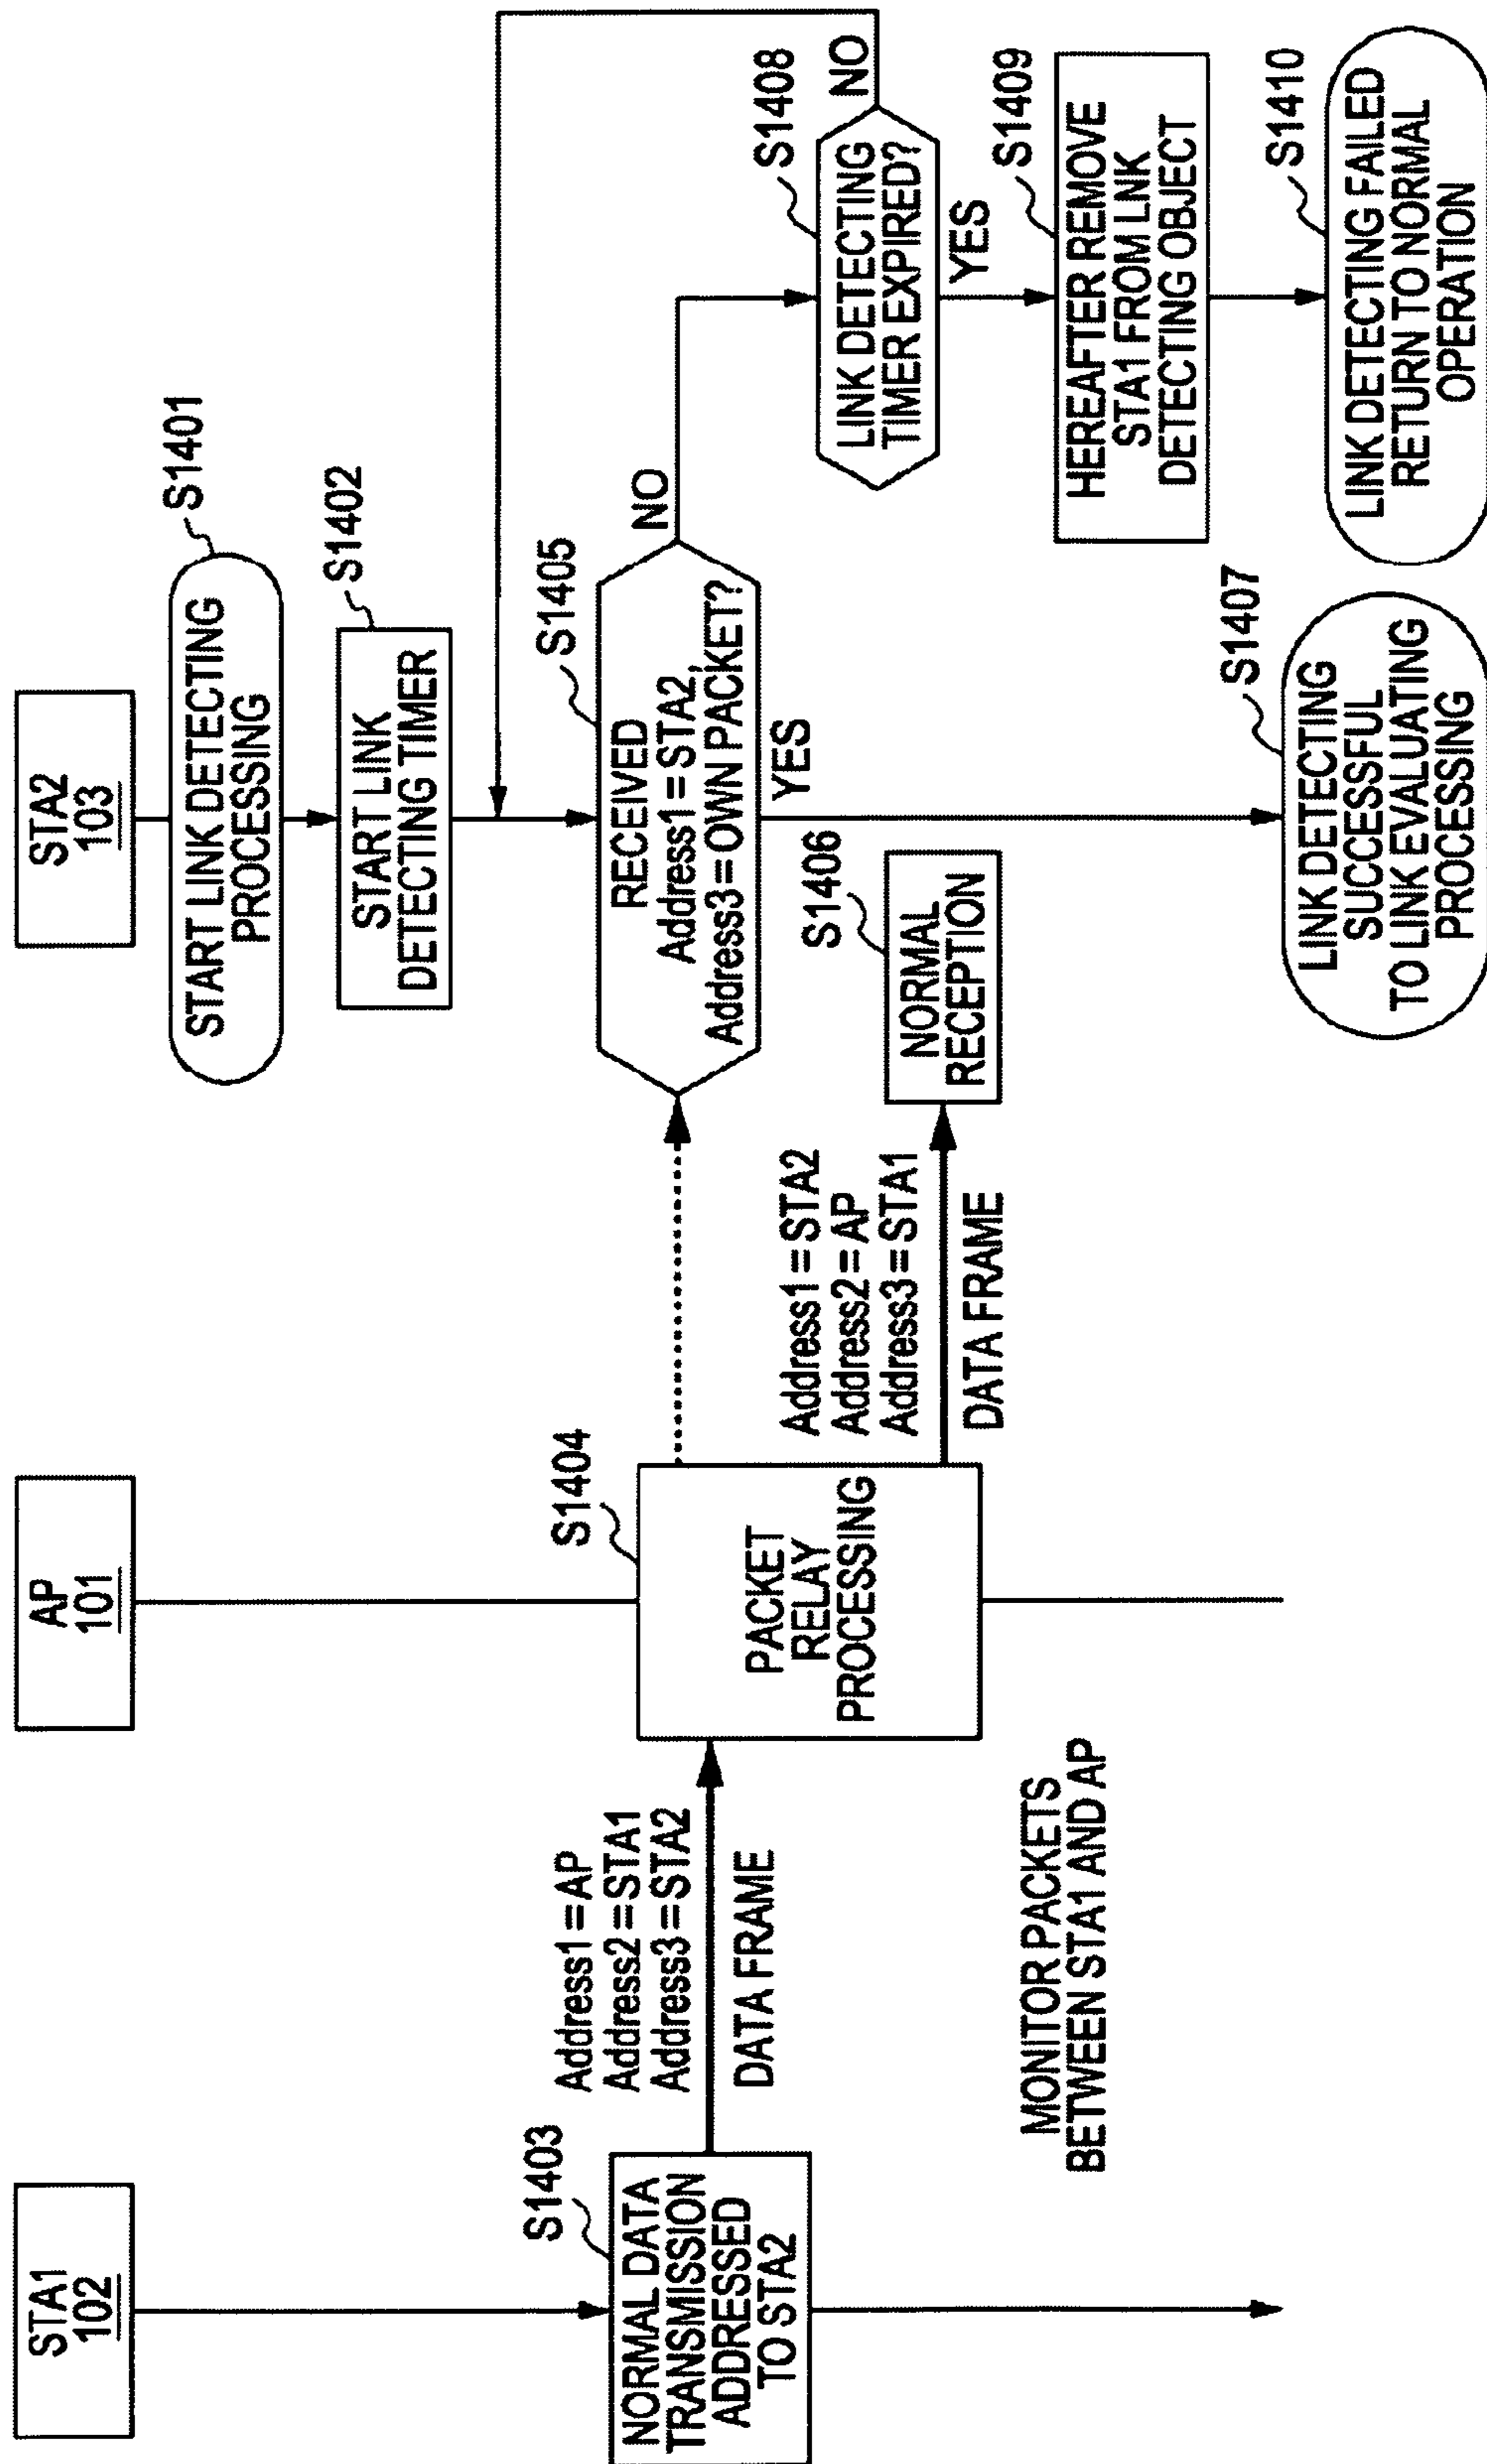 STA1
102
AP
101
STA2
103
START LINK DETECTING
PROCESSING
S1401
START LINK
DETECTING TIMER
S1402
S1403
NORMAL DATA
TRANSMISSION
ADDRESSED
TO STA2
Address1=AP
Address2=STA1
Address3=STA2
DATA FRAME
S1404
PACKET
RELAY
PROCESSING
MONITOR PACKETS
BETWEEN STA1 AND AP
S1405
RECEIVED
Address1=STA2,
Address3=OWN PACKET?
NO
YES
Address1=STA2
Address2=AP
Address3=STA1
DATA FRAME
S1406
NORMAL
RECEPTION
S1407
LINK DETECTING
SUCCESSFUL
TO LINK EVALUATING
PROCESSING
S1408
LINK DETECTING
TIMER EXPIRED?
NO
YES
S1409
HEREAFTER REMOVE
STA1 FROM LNK
DETECTING OBJECT
S1410
LINK DETECTING FAILED
RETURN TO NORMAL
OPERATION